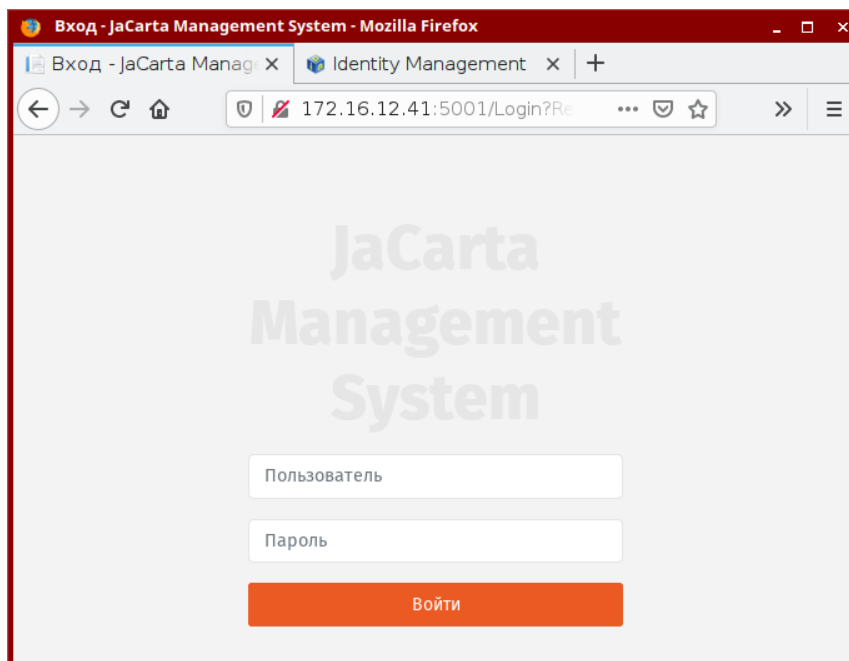 Вход - JaCarta Management System - Mozilla Firefox
Вход - JaCarta Manag
Identity Management
172.16.12.41:5001/Login?Re
JaCarta
Management
System
Пользователь
Пароль
Войти